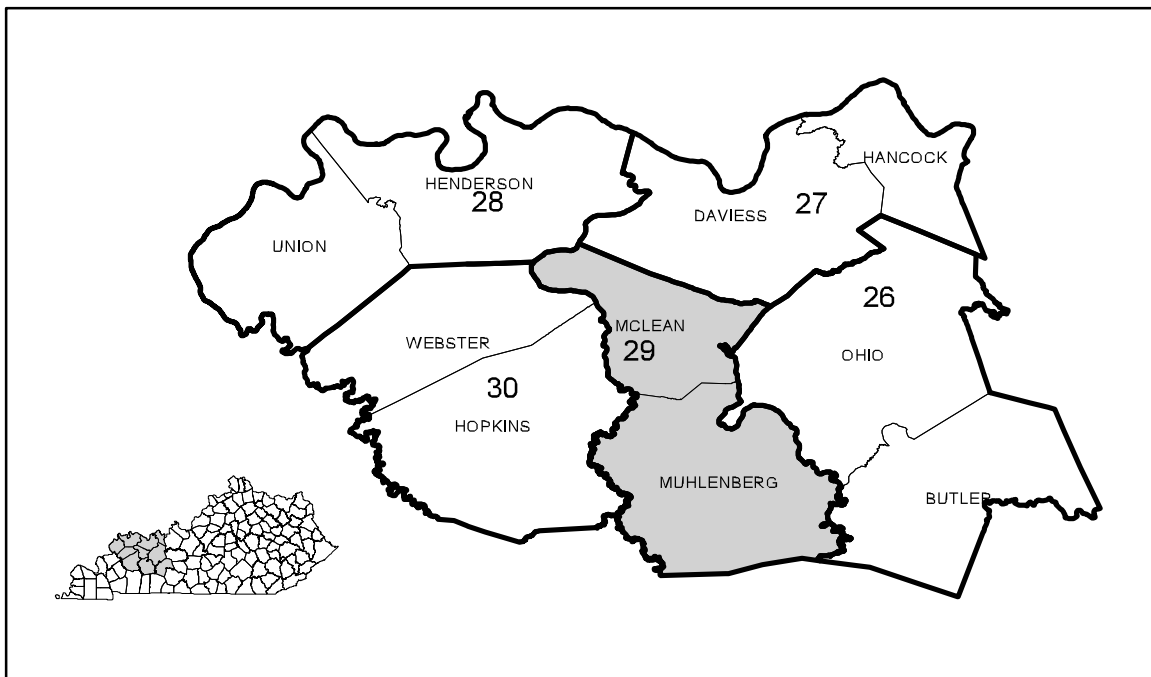 HANCOCK
HENDERSON
28
DAVIESS
27
UNION
26
MCLEAN
29
WEBSTER
OHIO
30
HOPKINS
MUHLENBERG
BUTLER